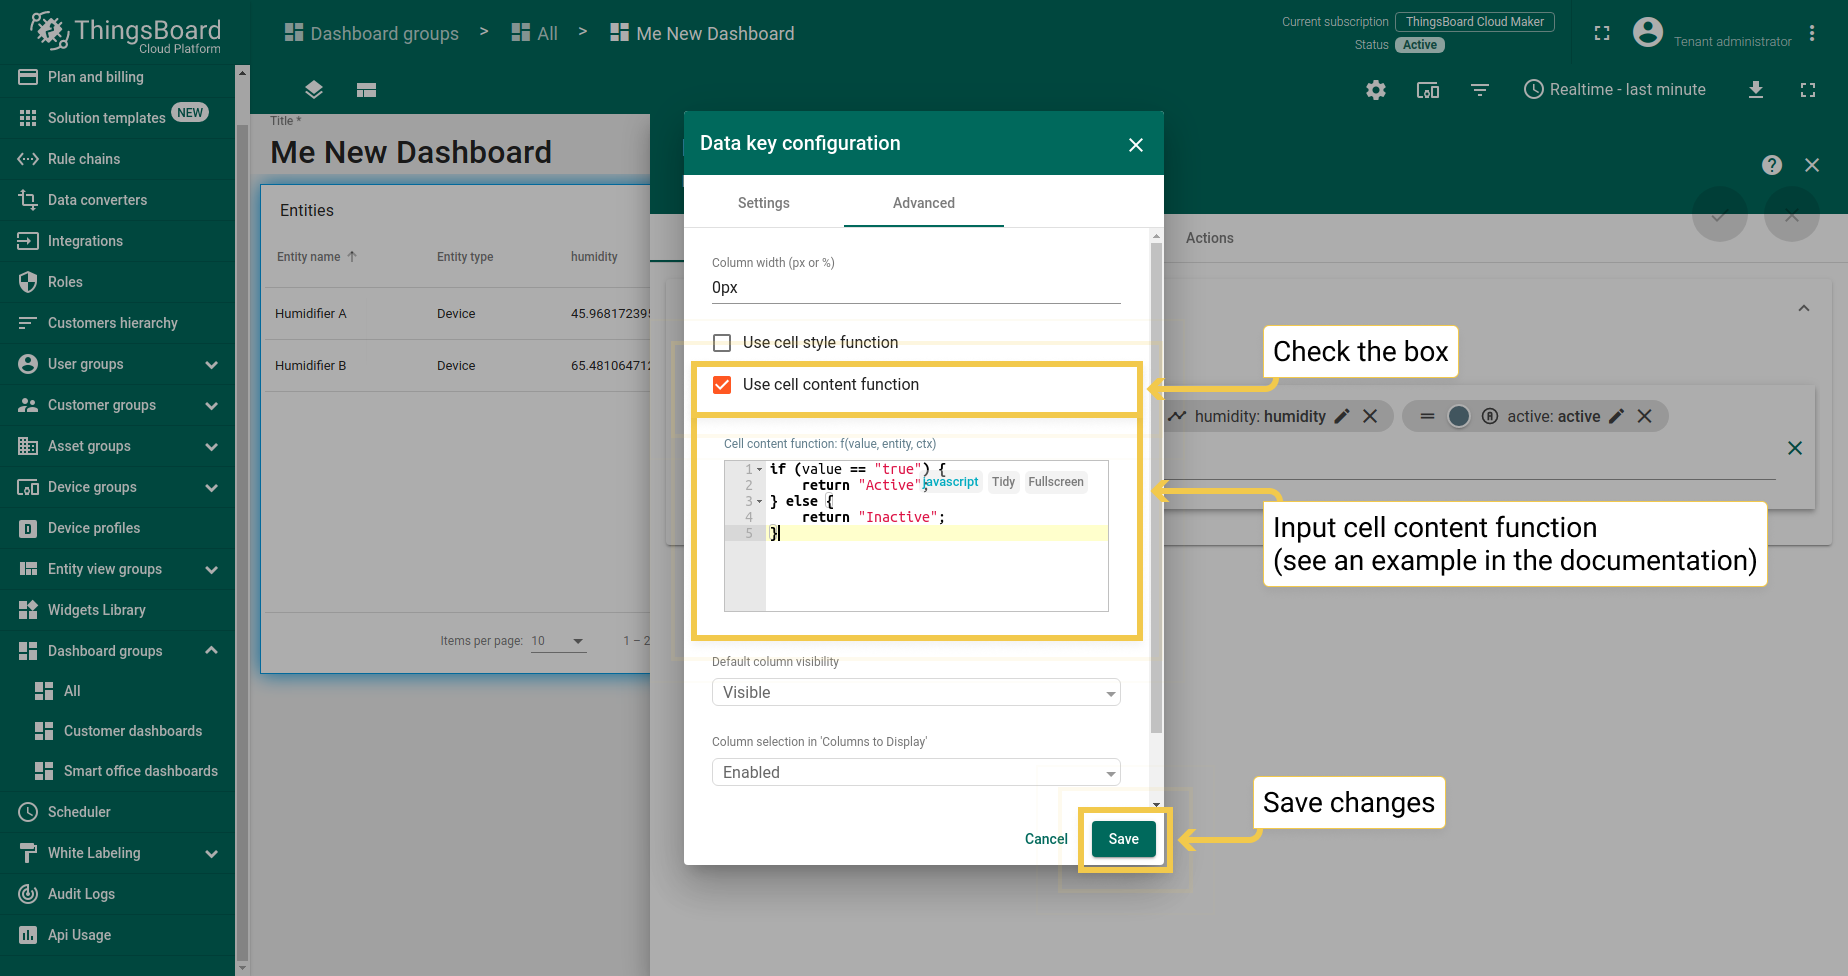 ThingsBoard
Cloud Platform
Dashboard groups > All > Me New Dashboard
Current subscription ThingsBoard Cloud Maker
Status Active
Tenant administrator
Realtime - last minute
Plan and billing
Solution templates NEW
Rule chains
Data converters
Integrations
Roles
Customers hierarchy
User groups
Customer groups
Asset groups
Device groups
Device profiles
Entity view groups
Widgets Library
Dashboard groups
All
Customer dashboards
Smart office dashboards
Scheduler
White Labeling
Audit Logs
Api Usage
Title *
Me New Dashboard
Entities
Entity name Entity type humidity
Humidifier A Device 45.968172395
Humidifier B Device 65.481064712
Items per page: 10 1 – 2
Data key configuration
Settings Advanced
Column width (px or %)
0px
Use cell style function
Use cell content function
Cell content function: f(value, entity, ctx)
Javascript Tidy Fullscreen
1 if (value == "true") {
2 return "Active";
3 } else {
4 return "Inactive";
5 }
Default column visibility
Visible
Column selection in 'Columns to Display'
Enabled
Cancel Save
Actions
humidity: humidity
active: active
Check the box
Input cell content function
(see an example in the documentation)
Save changes